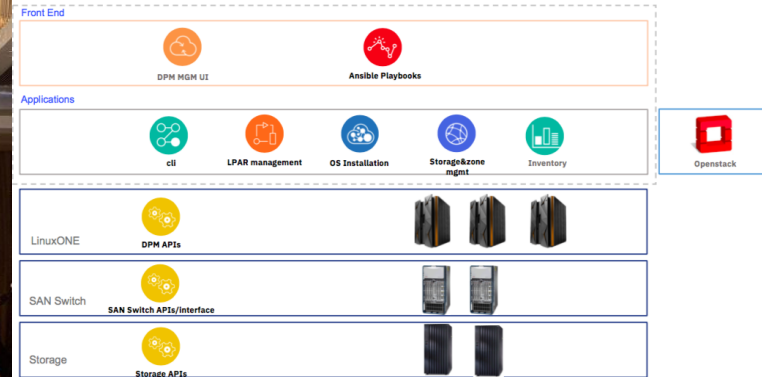 Front End
DPM MGM UI
Ansible Playbooks
Applications
cli
LPAR management
OS Installation
Storage&zone
mgmt
Inventory
Openstack
LinuxONE
DPM APIs
SAN Switch
SAN Switch APIs/interface
Storage
Storage APIs